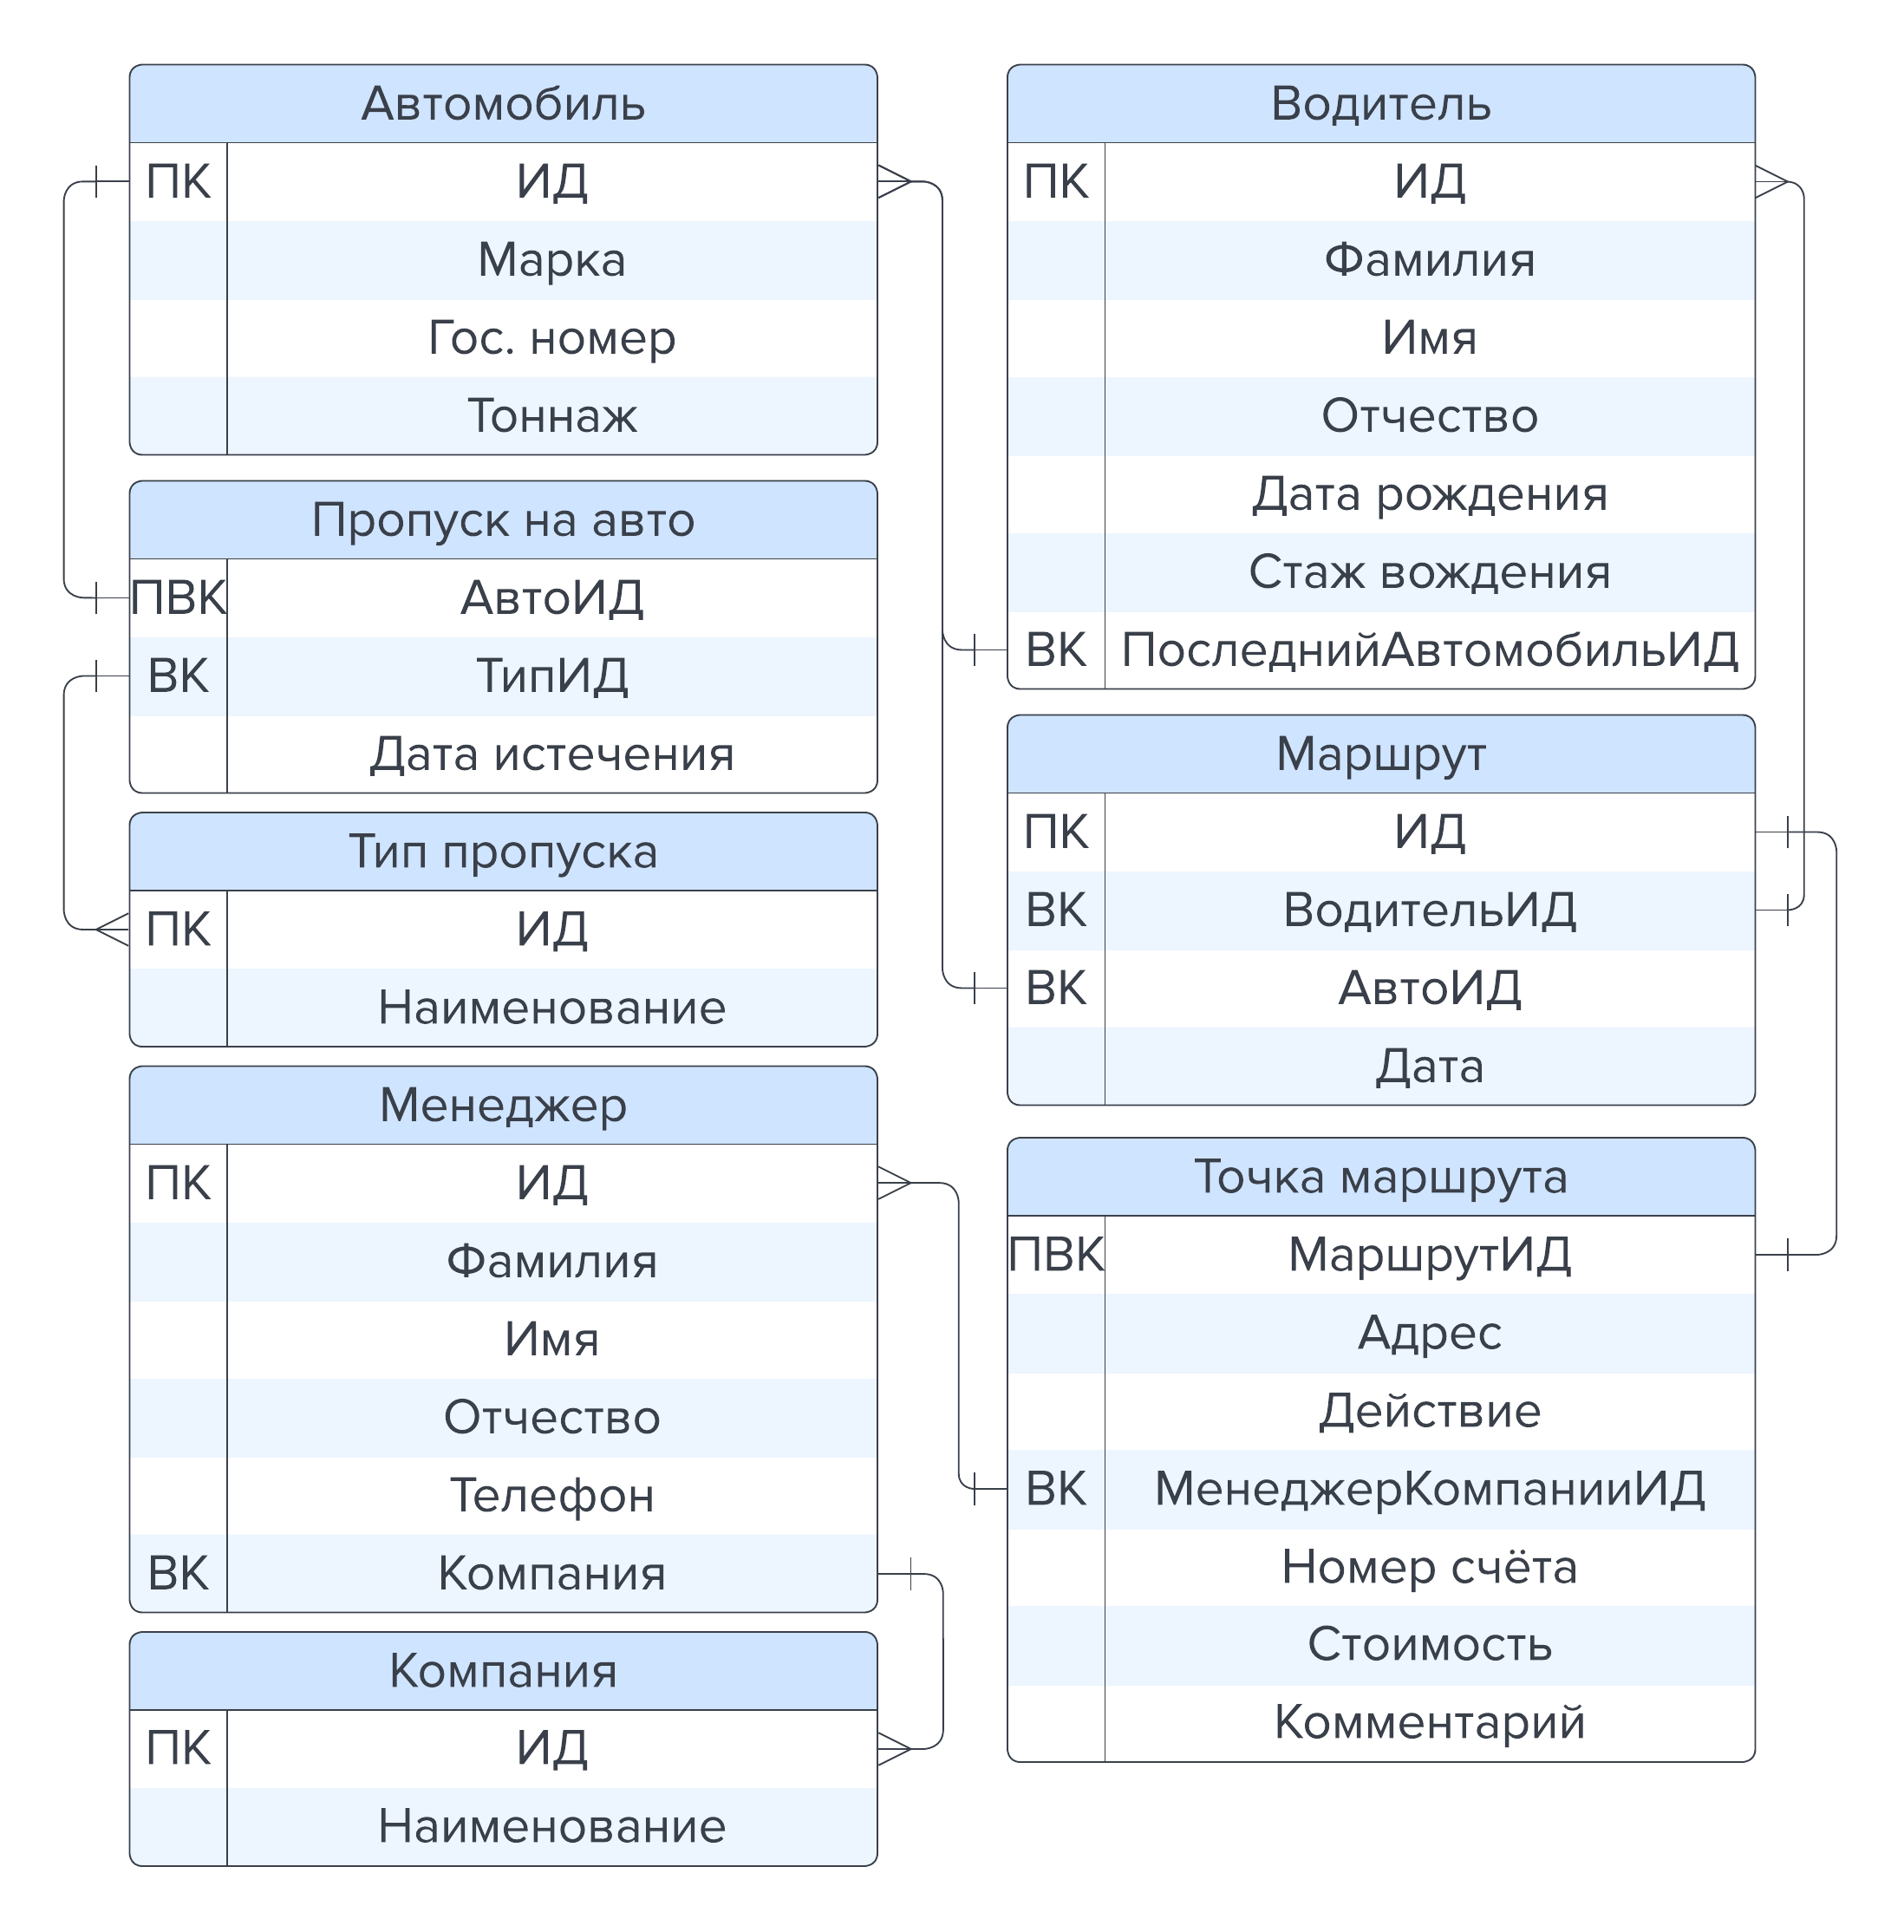 Автомобиль
ПК ИД
Марка
Гос. номер
Тоннаж
Пропуск на авто
ПВК АвтоИД
ВК ТипИД
Дата истечения
Тип пропуска
ПК ИД
Наименование
Менеджер
ПК ИД
Фамилия
Имя
Отчество
Телефон
ВК Компания
Компания
ПК ИД
Наименование
Водитель
ПК ИД
Фамилия
Имя
Отчество
Дата рождения
Стаж вождения
ВК ПоследнийАвтомобильИД
Маршрут
ПК ИД
ВК ВодительИД
ВК АвтоИД
Дата
Точка маршрута
ПВК МаршрутИД
Адрес
Действие
ВК МенеджерКомпанииИД
Номер счёта
Стоимость
Комментарий